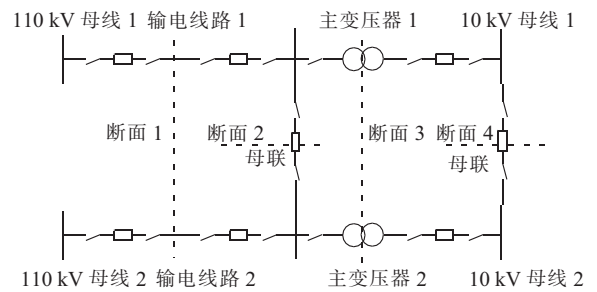 110 kV 母线 1 输电线路 1 主变压器 1 10 kV 母线 1
断面 1 断面 2 断面 3 断面 4
母联 母联
110 kV 母线 2 输电线路 2 主变压器 2 10 kV 母线 2